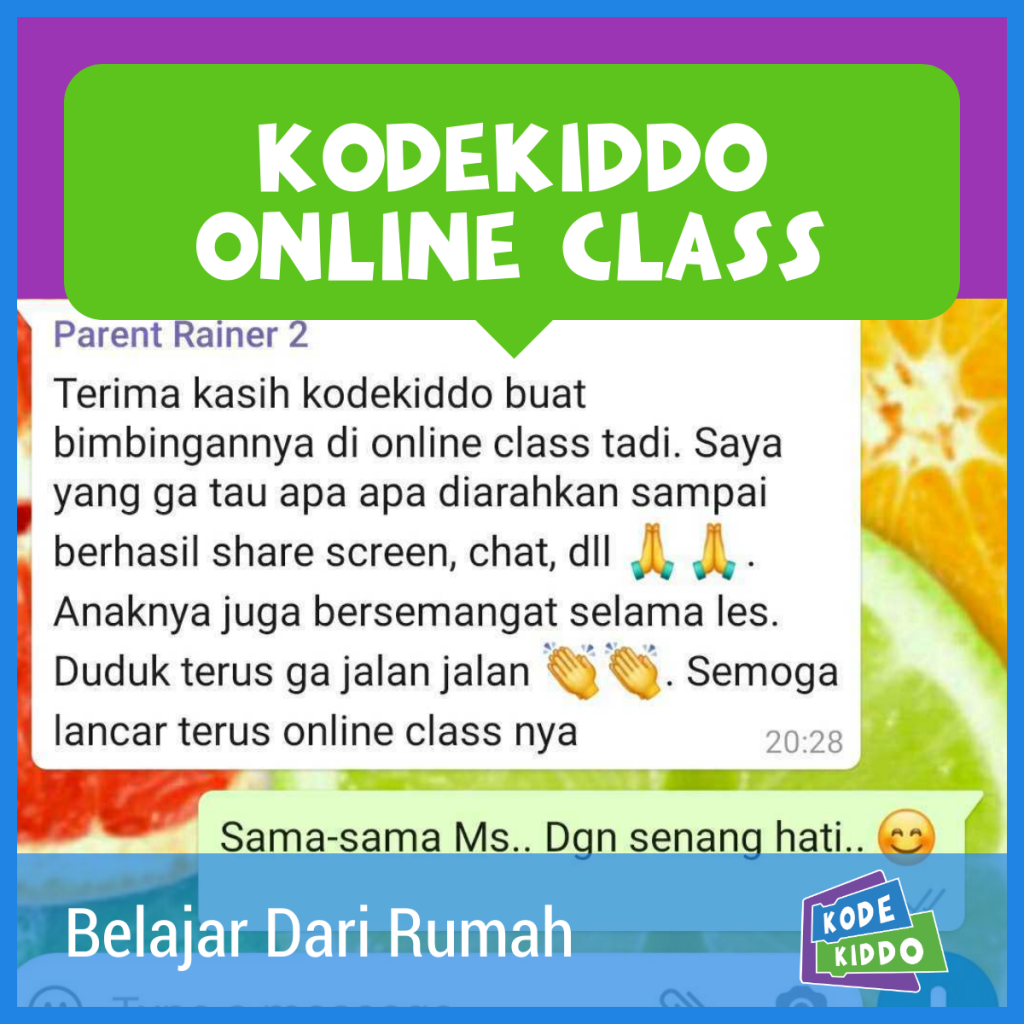 KODEKIDDO
ONLINE CLASS
Parent Rainer 2
Terima kasih kodekiddo buat
bimbingannya di online class tadi. Saya
yang ga tau apa apa diarahkan sampai
berhasil share screen, chat, dll 🙏 🙏.
Anaknya juga bersemangat selama les.
Duduk terus ga jalan jalan 👏👏. Semoga
lancar terus online class nya
20:28
Sama-sama Ms.. Dgn senang hati.. 😊
Belajar Dari Rumah
KODE
KIDDO
Type a message